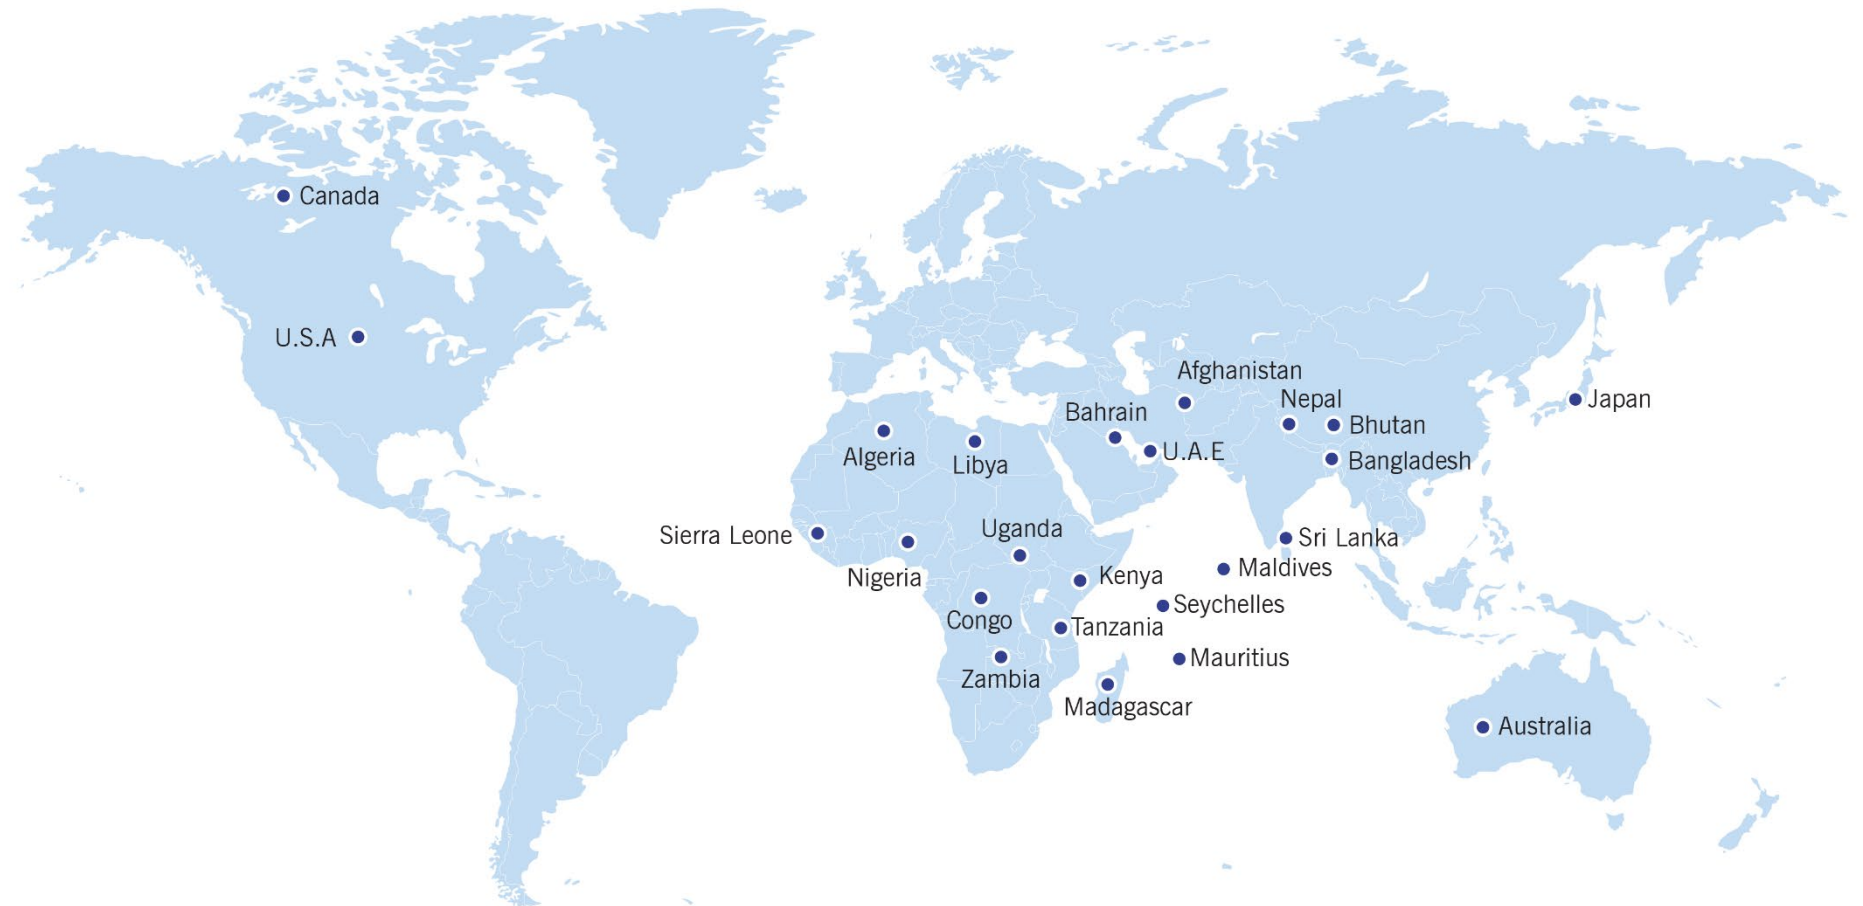 Canada
U.S.A
Afghanistan
Nepal
Japan
Bahrain
Bhutan
U.A.E
Algeria
Libya
Bangladesh
Sierra Leone
Uganda
Sri Lanka
Nigeria
Kenya
Maldives
Seychelles
Congo
Tanzania
Mauritius
Zambia
Madagascar
Australia